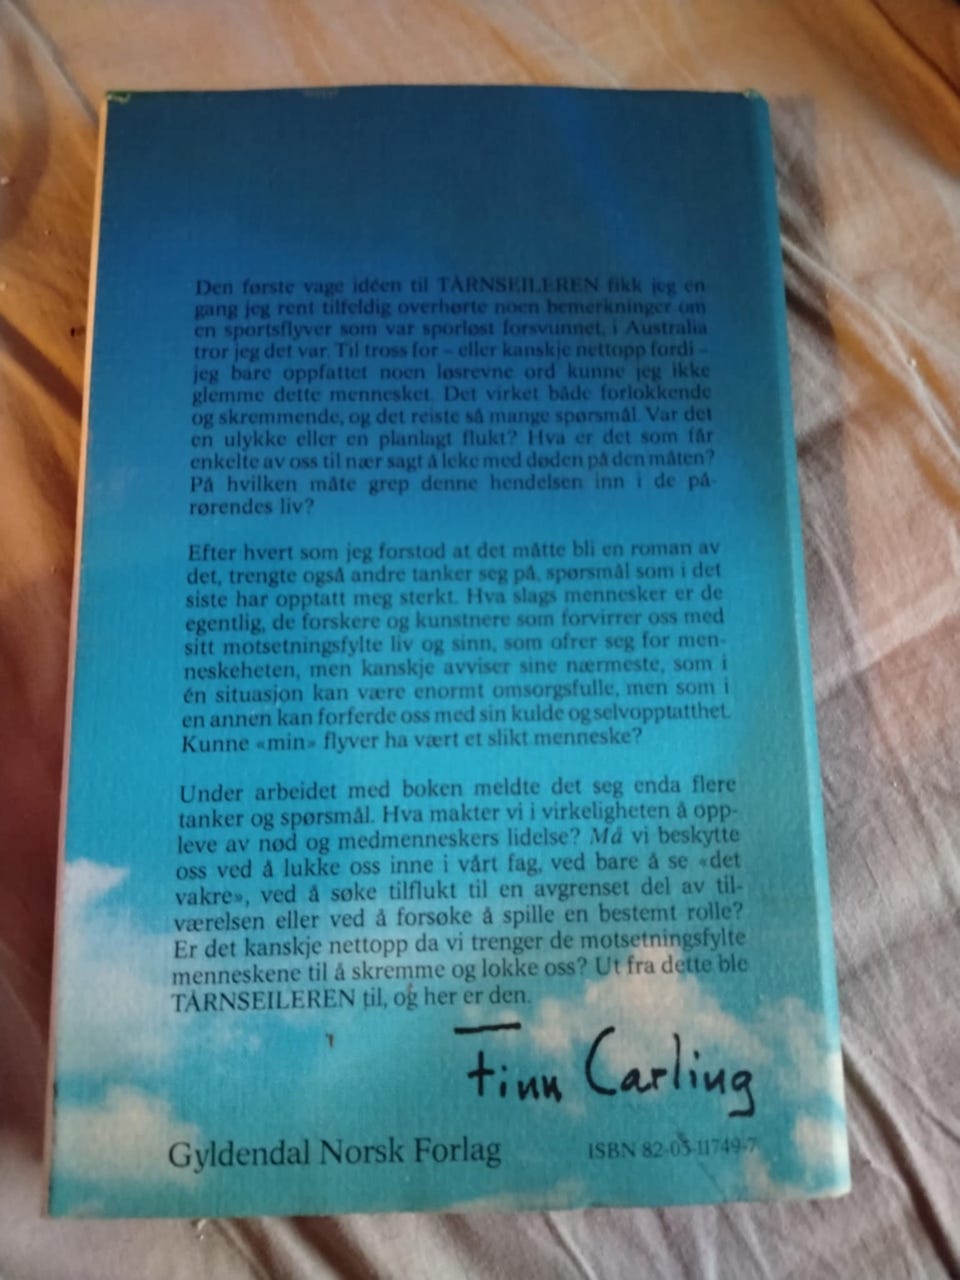 Den første vage idéen til TÅRNSEILEREN fikk jeg en
gang jeg rent tilfeldig overhørte noen bemerkninger om
en sportsflyver som var sporløst forsvunnet, i Australia
tror jeg det var. Til tross for – eller kanskje nettopp fordi –
jeg bare oppfattet noen løsrevne ord kunne jeg ikke
glemme dette mennesket. Det virket både forlokkende
og skremmende, og det reiste så mange spørsmål. Var det
en ulykke eller en planlagt flukt? Hva er det som får
enkelte av oss til nær sagt å leke med døden på den måten?
På hvilken måte grep denne hendelsen inn i de på-
rørendes liv?
Efter hvert som jeg forstod at det måtte bli en roman av
det, trengte også andre tanker seg på, spørsmål som i det
siste har opptatt meg sterkt. Hva slags mennesker er de
egentlig, de forskere og kunstnere som forvirrer oss med
sitt motsetningsfylte liv og sinn, som ofrer seg for men-
neskeheten, men kanskje avviser sine nærmeste, som i
én situasjon kan være enormt omsorgsfulle, men som i
en annen kan forferde oss med sin kulde og selvopptatthet.
Kunne «min» flyver ha vært et slikt menneske?
Under arbeidet med boken meldte det seg enda flere
tanker og spørsmål. Hva makter vi i virkeligheten å opp-
leve av nød og medmenneskers lidelse? Må vi beskytte
oss ved å lukke oss inne i vårt fag, ved bare å se «det
vakre», ved å søke tilflukt til en avgrenset del av til-
værelsen eller ved å forsøke å spille en bestemt rolle?
Er det kanskje nettopp da vi trenger de motsetningsfylte
menneskene til å skremme og lokke oss? Ut fra dette ble
TÅRNSEILEREN til, og her er den.
Finn Carling
Gyldendal Norsk Forlag
ISBN 82-05-11749-7